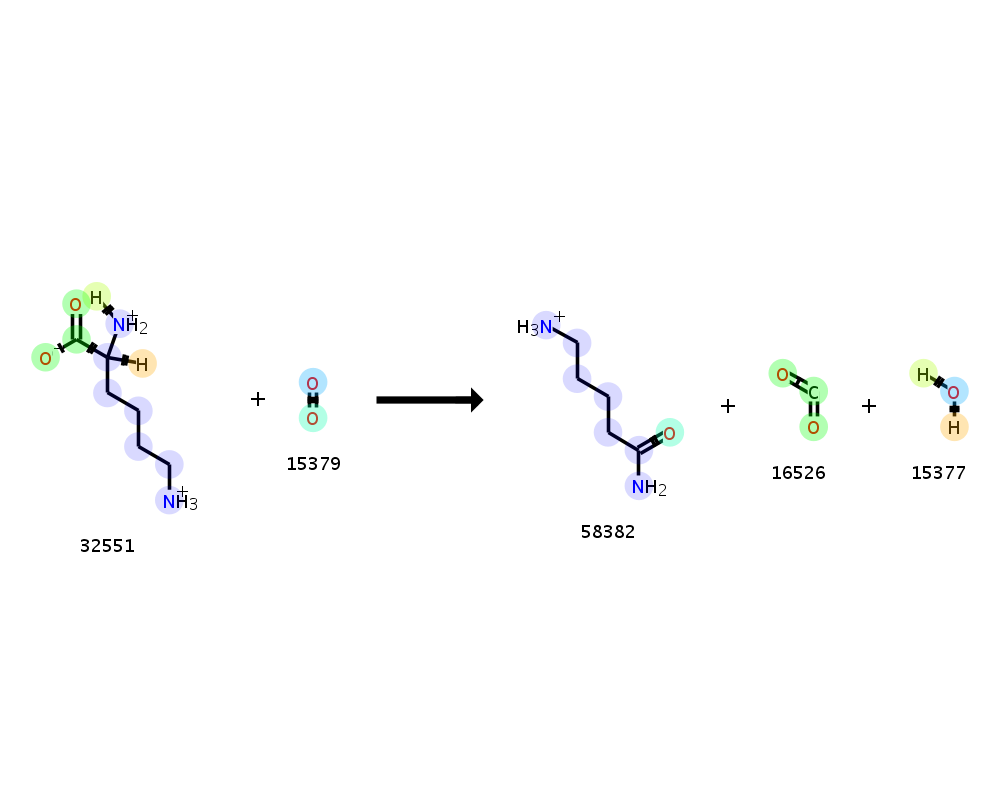 O H
NH2+
O- H
NH3+
32551
+
O
O
15379
H3N+
O
NH2
58382
+
O C
O
16526
+
H O
H
15377